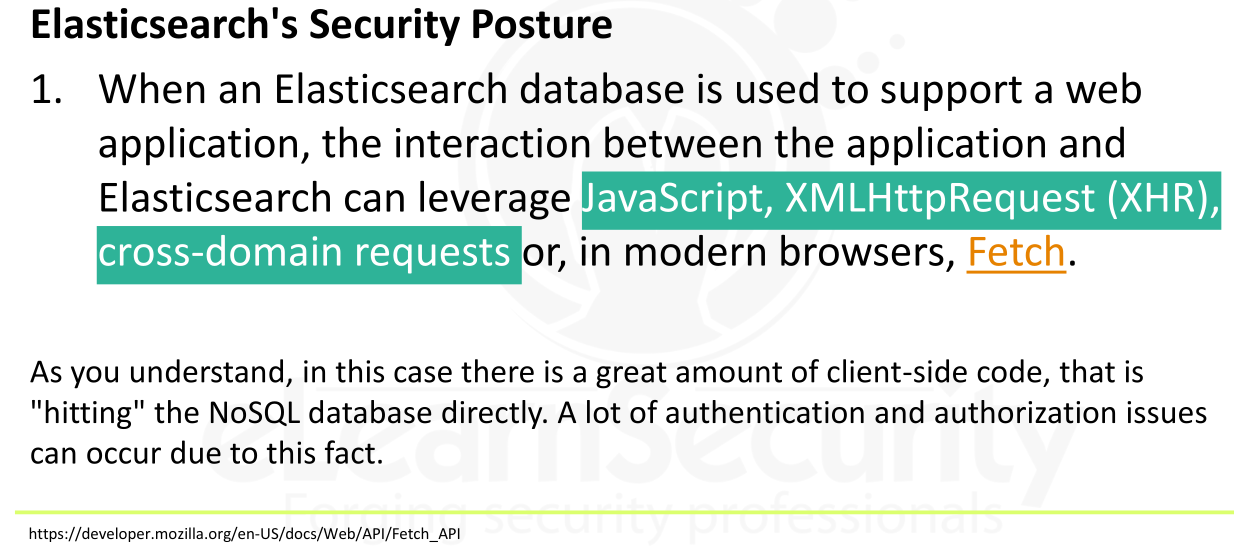 Elasticsearch's Security Posture
1. When an Elasticsearch database is used to support a web
application, the interaction between the application and
Elasticsearch can leverage JavaScript, XMLHttpRequest (XHR),
cross-domain requests or, in modern browsers, Fetch.
As you understand, in this case there is a great amount of client-side code, that is
"hitting" the NoSQL database directly. A lot of authentication and authorization issues
can occur due to this fact.
eLearnSecurity
Forging security professionals
https://developer.mozilla.org/en-US/docs/Web/API/Fetch_API